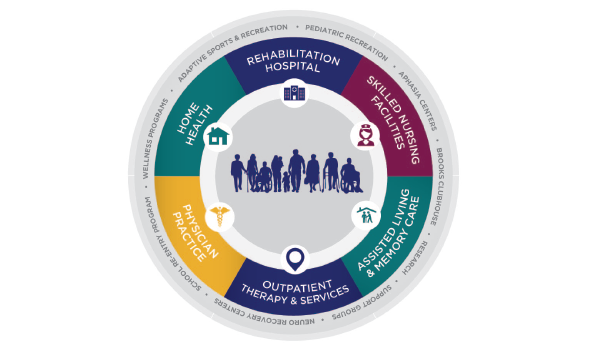 REHABILITATION
HOSPITAL
SKILLED NURSING
FACILITIES
ASSISTED LIVING
& MEMORY CARE
OUTPATIENT
THERAPY & SERVICES
PHYSICIAN
PRACTICE
HOME
HEALTH
ADAPTIVE SPORTS & RECREATION • PEDIATRIC RECREATION • APHASIA CENTERS • BROOKS CLUBHOUSE • RESEARCH • SUPPORT GROUPS • NEURO RECOVERY CENTERS • SCHOOL RE-ENTRY PROGRAM • WELLNESS PROGRAMS •